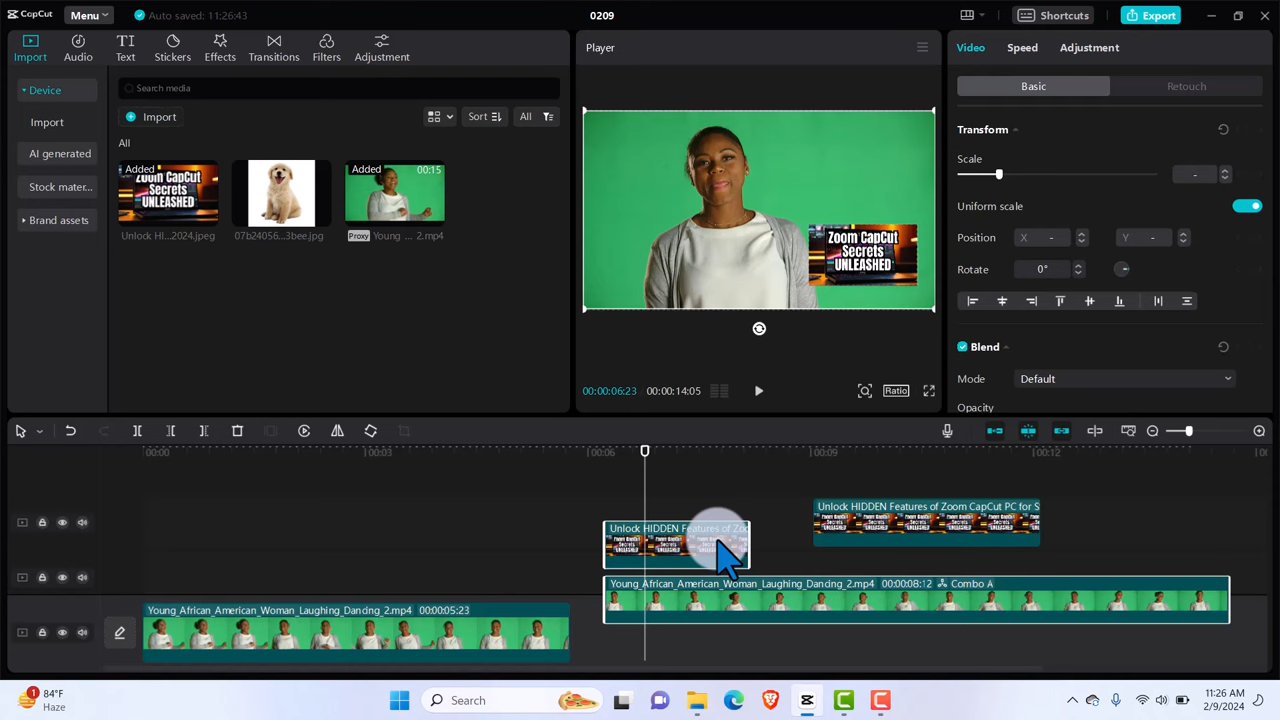 CapCut
Menu
Auto saved: 11:26:43
0209
Shortcuts
Export
Import
Audio
Text
Stickers
Effects
Transitions
Filters
Adjustment
Device
Import
AI generated
Stock mater...
Brand assets
Search media
Import
Sort
All
All
Added
Zoom CapCut
Secrets
UNLEASHED
Unlock HI...2024.jpeg
07b24056...3bee.jpg
Added
00:15
Proxy
Young ... 2.mp4
Player
Zoom CapCut
Secrets
UNLEASHED
00:00:06:23
00:00:14:05
Ratio
Video
Speed
Adjustment
Basic
Retouch
Transform
Scale
-
Uniform scale
Position
X -
Y -
Rotate
0°
Blend
Mode
Default
Opacity
00:00
00:03
00:06
00:09
00:12
Unlock HIDDEN Features of Zoom CapCut PC for S
Unlock HIDDEN Features of Zoo
Young_African_American_Woman_Laughing_Dancing_2.mp4 00:00:08:12 Combo A
Young_African_American_Woman_Laughing_Dancing_2.mp4 00:00:05:23
1
84°F
Haze
Search
11:26 AM
2/9/2024